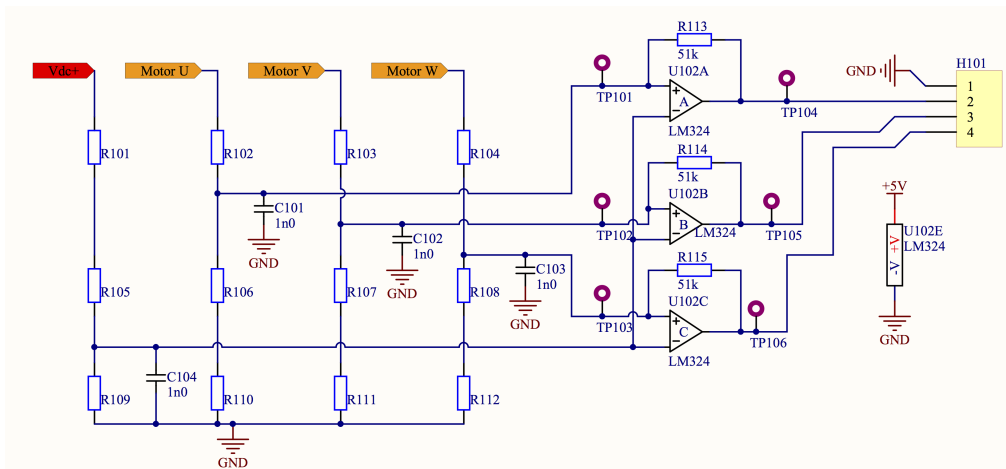 R113
51k
U102A
H101
Vdc+
Motor U
Motor V
Motor W
GND
1
TP101
+
A
−
TP104
2
LM324
3
4
R101
R102
R103
R104
R114
51k
U102B
+5V
C101
1n0
TP102
+
B
−
LM324
TP105
U102E
LM324
+V
-V
GND
C102
1n0
R115
51k
C103
1n0
GND
R105
R106
R107
R108
U102C
GND
TP103
+
C
−
TP106
GND
LM324
C104
1n0
R109
R110
R111
R112
GND